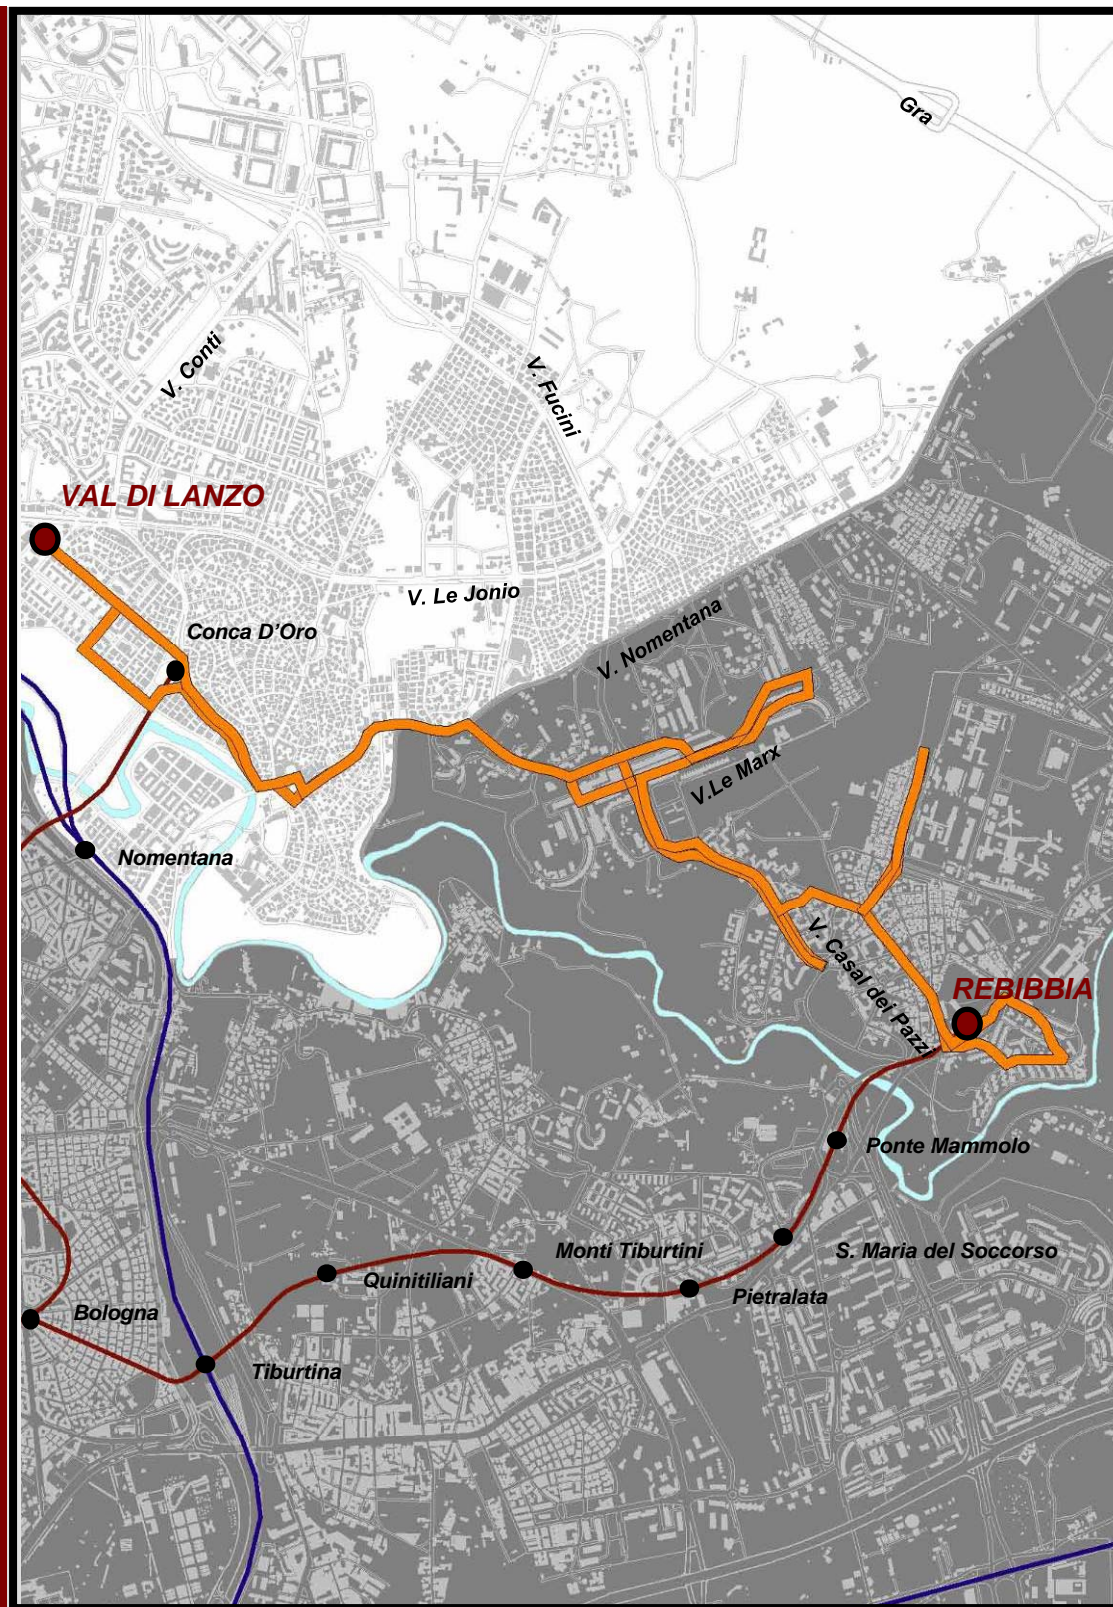 Gra
V. Conti
V. Fucini
VAL DI LANZO
V. Le Jonio
Conca D'Oro
V. Nomentana
V.Le Marx
Nomentana
V. Casal dei Pazzi
REBIBBIA
Ponte Mammolo
Monti Tiburtini
S. Maria del Soccorso
Quinitiliani
Pietralata
Bologna
Tiburtina